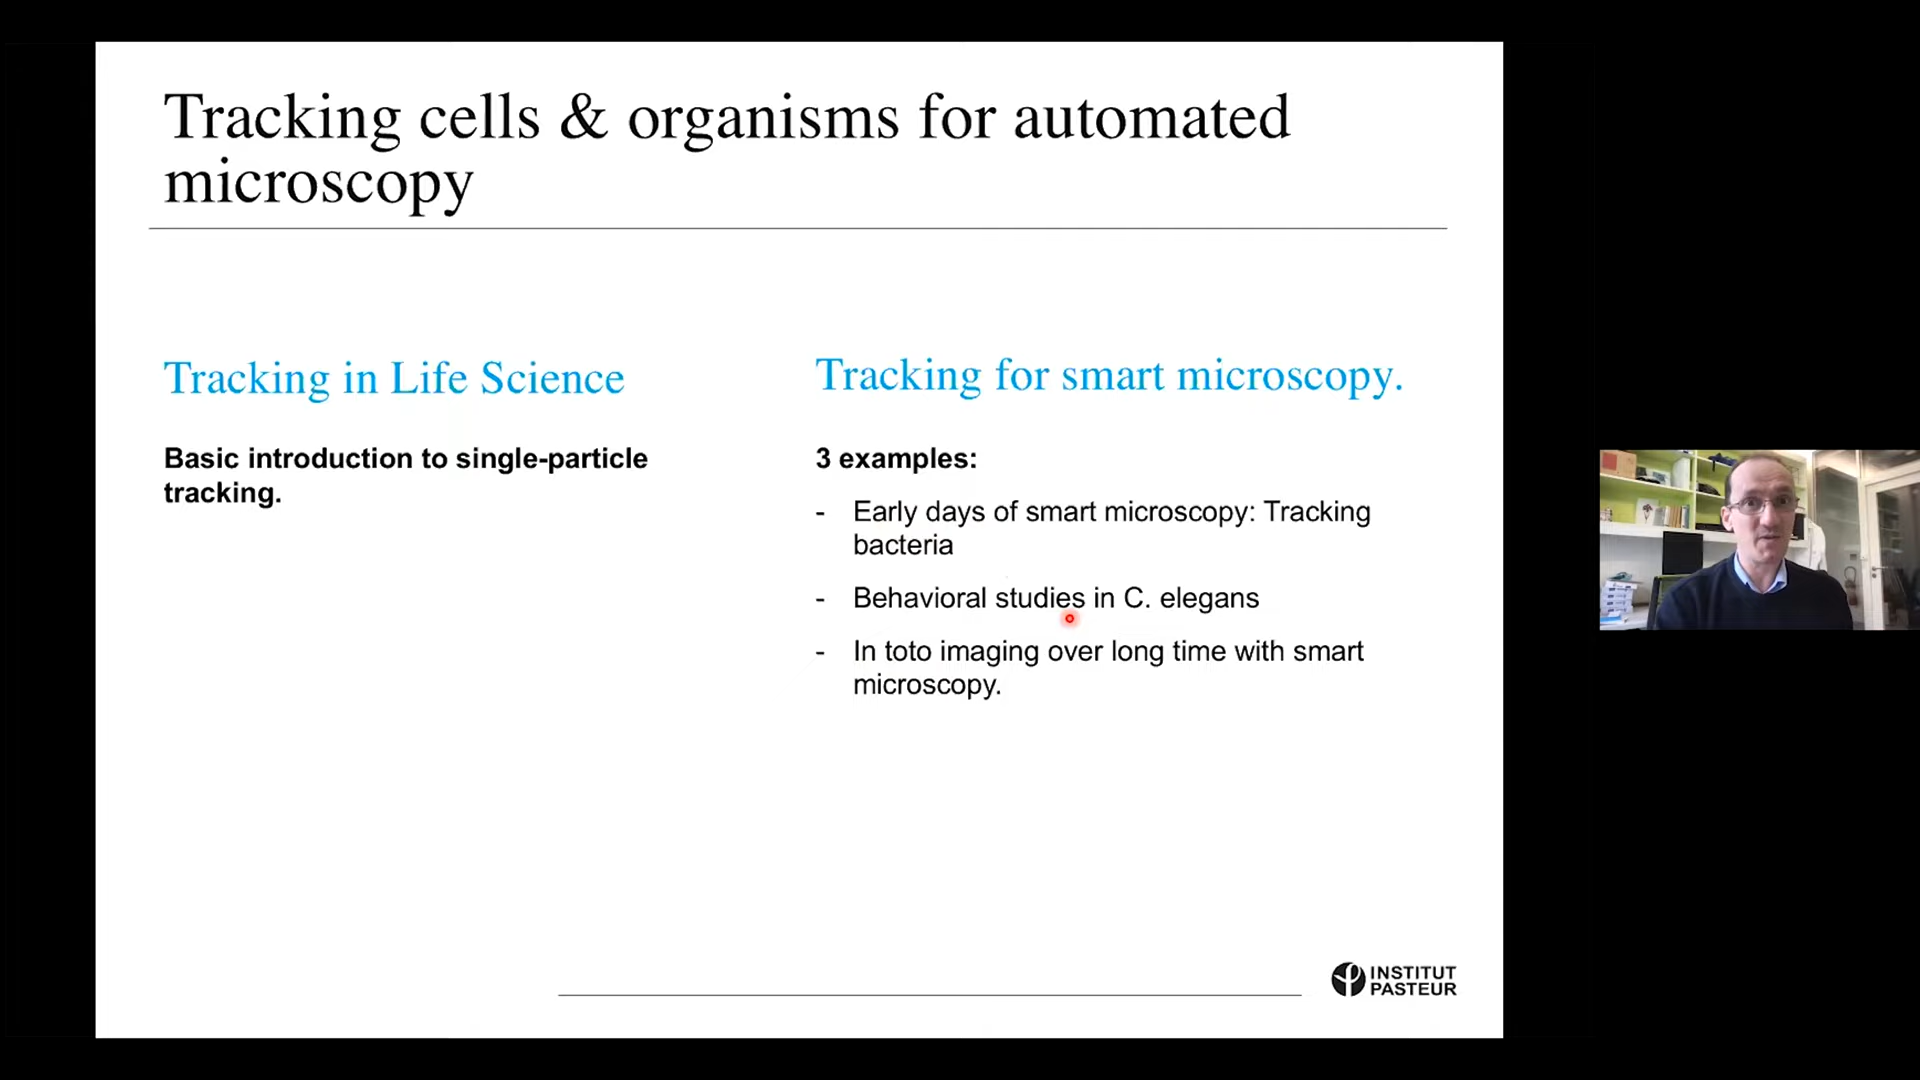 Tracking cells & organisms for automated
microscopy
Tracking in Life Science
Basic introduction to single-particle
tracking.
Tracking for smart microscopy.
3 examples:
- Early days of smart microscopy: Tracking
bacteria
- Behavioral studies in C. elegans
- In toto imaging over long time with smart
microscopy.
INSTITUT
PASTEUR